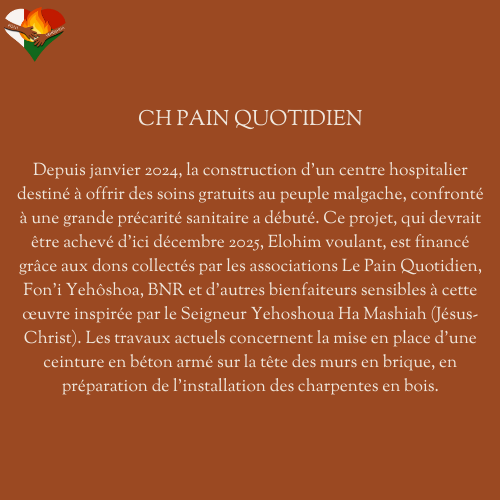 CH PAIN QUOTIDIEN
Depuis janvier 2024, la construction d'un centre hospitalier
destiné à offrir des soins gratuits au peuple malgache, confronté
à une grande précarité sanitaire a débuté. Ce projet, qui devrait
être achevé d'ici décembre 2025, Elohim voulant, est financé
grâce aux dons collectés par les associations Le Pain Quotidien,
Fon'i Yehôshoa, BNR et d'autres bienfaiteurs sensibles à cette
œuvre inspirée par le Seigneur Yehoshoua Ha Mashiah (Jésus-
Christ). Les travaux actuels concernent la mise en place d'une
ceinture en béton armé sur la tête des murs en brique, en
préparation de l'installation des charpentes en bois.